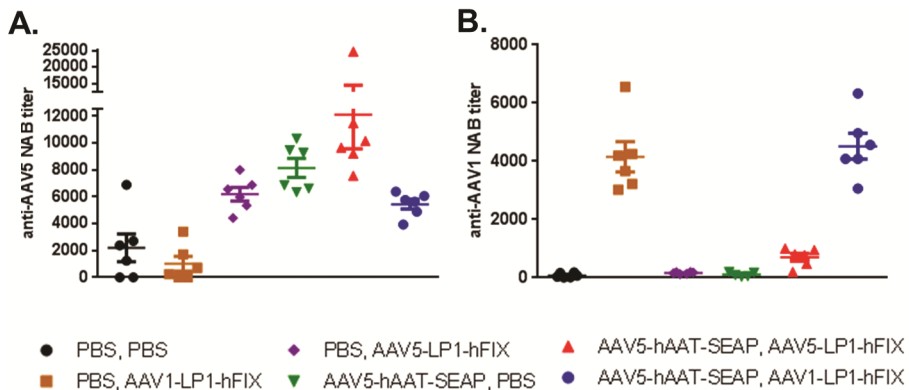 A.
B.
anti-AAV5 NAB titer
25000
20000
15000
10000
12000
10000
8000
6000
4000
2000
0
anti-AAV1 NAB titer
8000
6000
4000
2000
0
PBS, PBS
PBS, AAV5-LP1-hFIX
AAV5-hAAT-SEAP, AAV5-LP1-hFIX
PBS, AAV1-LP1-hFIX
AAV5-hAAT-SEAP, PBS
AAV5-hAAT-SEAP, AAV1-LP1-hFIX